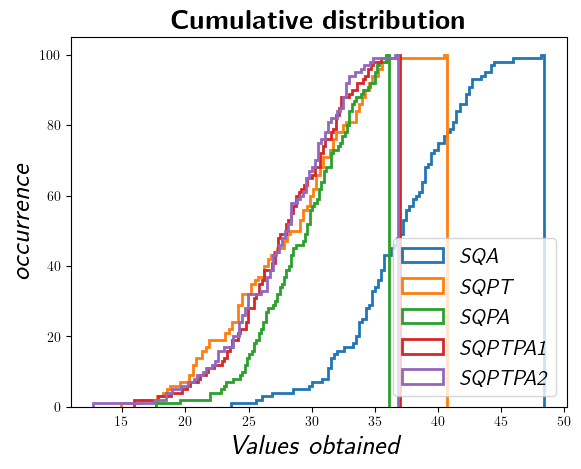 Cumulative distribution
occurrence
100
80
60
40
20
0
15 20 25 30 35 40 45 50
Values obtained
SQA
SQPT
SQPA
SQPTPA1
SQPTPA2